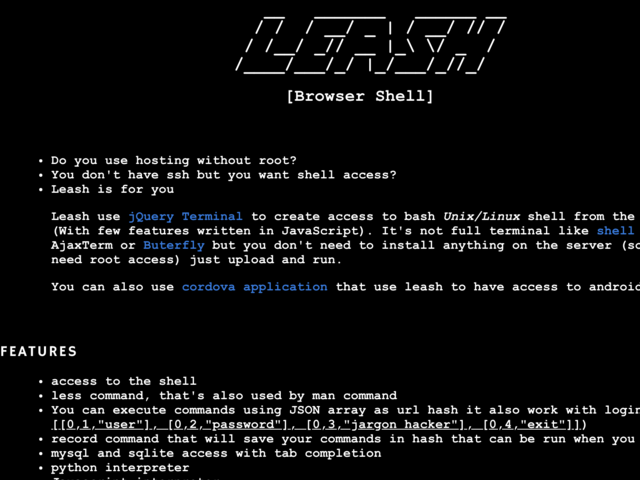 LEASH
[Browser Shell]
• Do you use hosting without root?
• You don't have ssh but you want shell access?
• Leash is for you
Leash use jQuery Terminal to create access to bash Unix/Linux shell from the
(With few features written in JavaScript). It's not full terminal like shell
AjaxTerm or Buterfly but you don't need to install anything on the server (so
need root access) just upload and run.
You can also use cordova application that use leash to have access to android
FEATURES
• access to the shell
• less command, that's also used by man command
• You can execute commands using JSON array as url hash it also work with login
[[0,1,"user"], [0,2,"password"], [0,3,"jargon hacker"], [0,4,"exit"]])
• record command that will save your commands in hash that can be run when you
• mysql and sqlite access with tab completion
• python interpreter